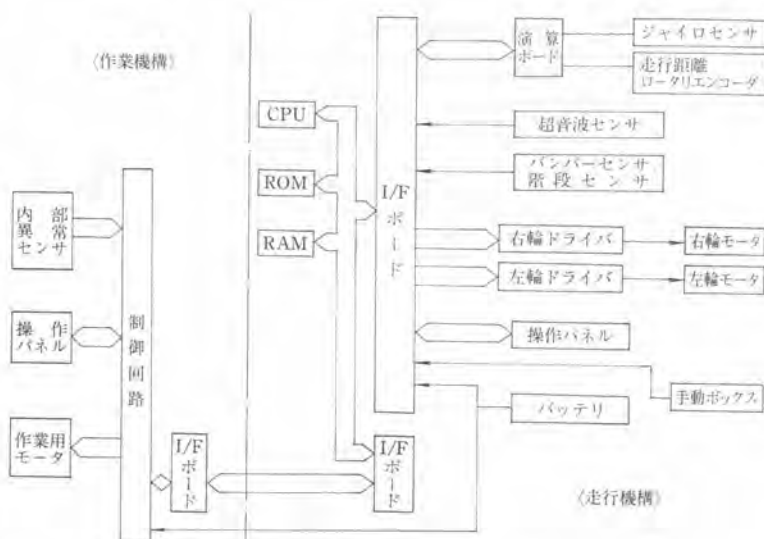 〈作業機構〉
内部
異常
センサ
操作
パネル
作業用
モータ
制御回路
I/F
ボード
CPU
ROM
RAM
I/F
ボード
I/F
ボード
演算
ボード
ジャイロセンサ
走行距離
ロータリエンコーダ
超音波センサ
バンパーセンサ
階段センサ
右輪ドライバ
右輪モータ
左輪ドライバ
左輪モータ
操作パネル
手動ボックス
バッテリ
〈走行機構〉